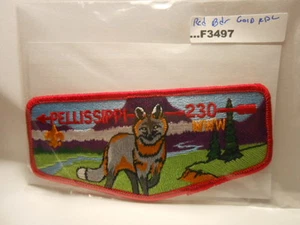 Red Bdr Gold MDL
...F3497
PELLISSIPPI 230
WWW